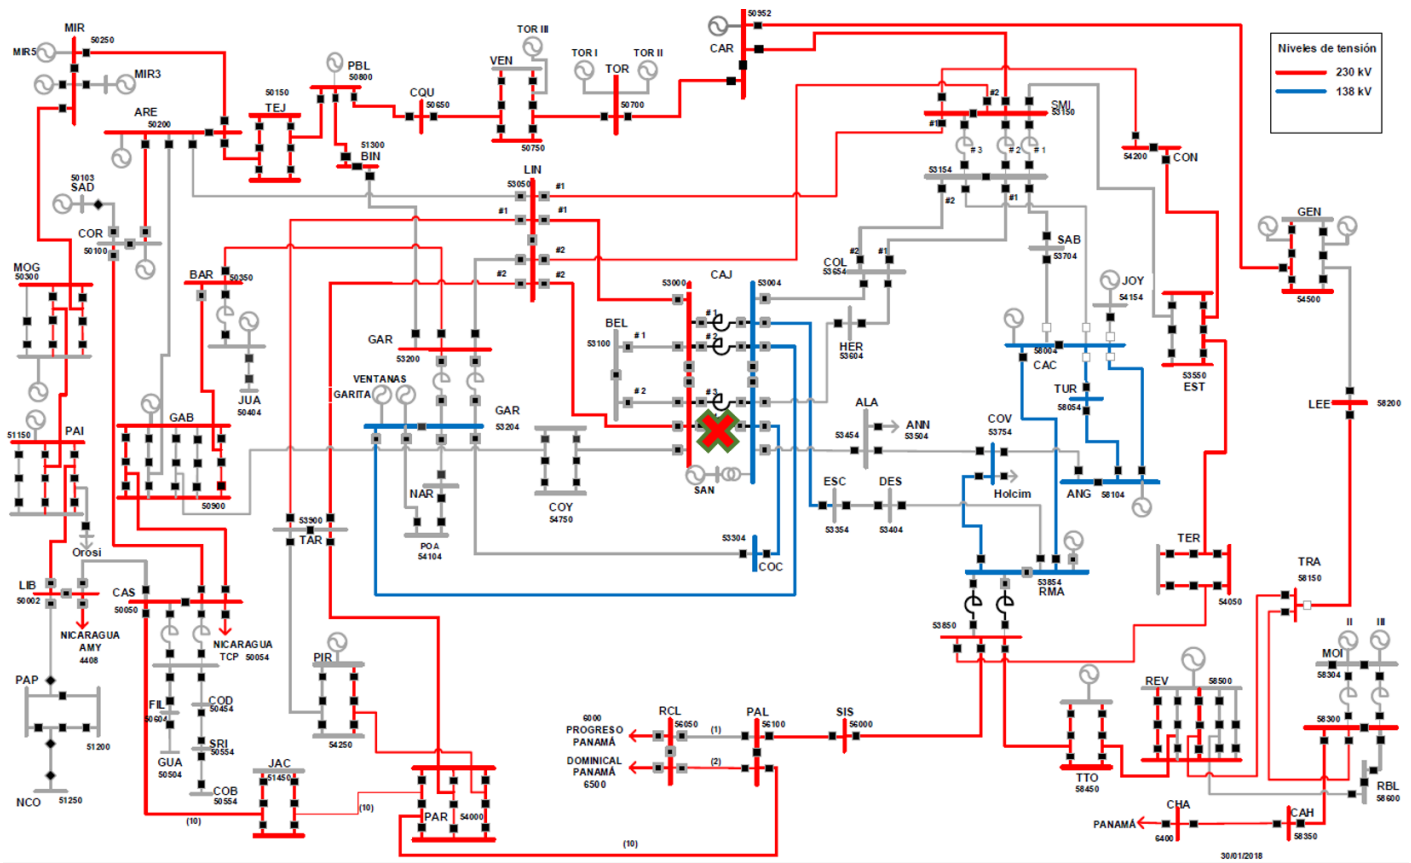 50952
MIR
50250
MIR5
MIR3
TOR III
VEN
TOR I
TOR II
TOR
CAR
Niveles de tensión
230 kV
138 kV
PBL
50800
50150
TEJ
CQU
50650
50700
50750
ARE
50200
51300
BIN
#2
SMI
53150
#1
# 3
# 2
# 1
54200
CON
50103
SAD
LIN
53050
#1
#1
#1
#2
#2
#2
53154
#2
#1
COR
50100
GEN
54500
MOG
50300
BAR
50350
CAJ
53000
53004
COL
53654
#2
#1
SAB
53704
JOY
54154
BEL
53100
# 1
# 2
# 1
# 2
# 3
HER
53604
58004
CAC
53550
EST
GAR
53200
JUA
50404
VENTANAS
GARITA
GAR
53204
TUR
58054
LEE
58200
51150
PAI
GAB
50900
ALA
53454
ANN
53504
COV
53754
Holcim
ANG
58104
SAN
NAR
COY
54750
ESC
53354
DES
53404
POA
54104
53900
TAR
53304
COC
Orosi
LIB
50002
CAS
50050
TER
54050
TRA
58150
53854
RMA
53850
NICARAGUA
AMY
4408
NICARAGUA
TCP
50054
PIR
54250
II
III
MOI
58304
PAP
51200
FIL
50604
COD
50454
SRI
50554
GUA
50504
COB
50554
NCO
51250
JAC
51450
(10)
(10)
PAR
54000
(10)
6000
PROGRESO
PANAMÁ
DOMINICAL
PANAMÁ
6500
RCL
56050
(1)
(2)
PAL
56100
SIS
56000
TTO
58450
REV
58500
58300
RBL
58600
CHA
PANAMÁ
6400
CAH
58350
30/01/2018